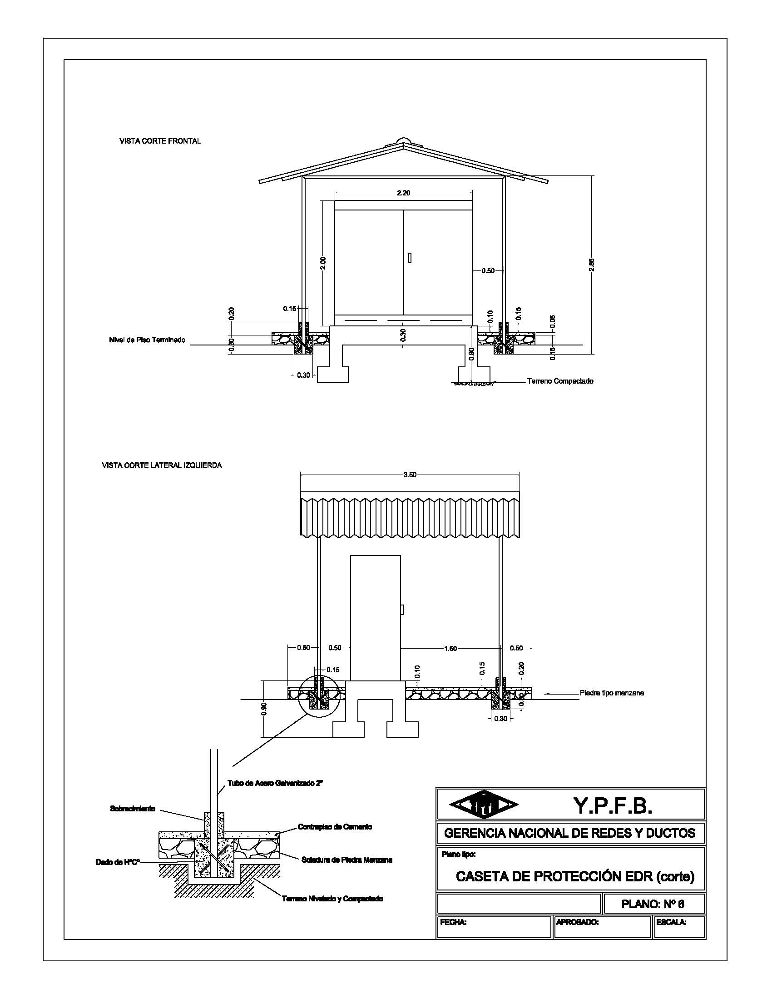 VISTA CORTE FRONTAL
2.20
2.00
0.50
2.85
0.20
0.15
0.10
0.15
0.05
Nivel de Piso Terminado
0.30
0.30
0.90
0.15
0.30
Terreno Compactado
VISTA CORTE LATERAL IZQUIERDA
3.50
0.50
0.50
1.60
0.50
0.15
0.10
0.15
0.20
Piedra tipo manzana
0.90
0.30
0.30
Tubo de Acero Galvanizado 2"
Sobrecimiento
Contrapiso de Cemento
Soladura de Piedra Manzana
Dado de HºCº
Terreno Nivelado y Compactado
YPFB
Y.P.F.B.
GERENCIA NACIONAL DE REDES Y DUCTOS
Plano tipo:
CASETA DE PROTECCIÓN EDR (corte)
PLANO: Nº 6
FECHA:
APROBADO:
ESCALA: